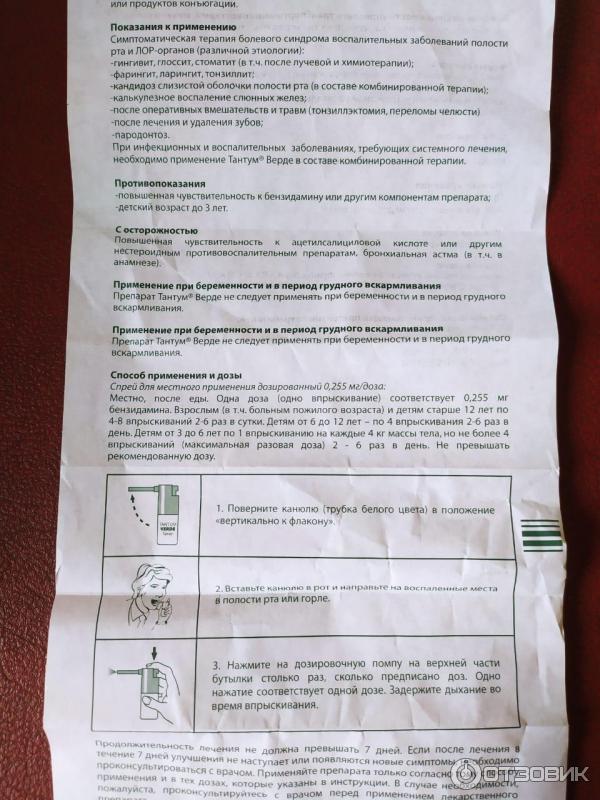 или продуктов конъюгации.
Показания к применению
Симптоматическая терапия болевого синдрома воспалительных заболеваний полости
рта и ЛОР-органов (различной этиологии):
-гингивит, глоссит, стоматит (в т.ч. после лучевой и химиотерапии);
-фарингит, ларингит, тонзиллит;
-кандидоз слизистой оболочки полости рта (в составе комбинированной терапии);
-калькулезное воспаление слюнных желез;
-после оперативных вмешательств и травм (тонзиллэктомия, переломы челюсти)
-после лечения и удаления зубов;
-пародонтоз.
При инфекционных и воспалительных заболеваниях, требующих системного лечения,
необходимо применение Тантум® Верде в составе комбинированной терапии.
Противопоказания
-повышенная чувствительность к бензидамину или другим компонентам препарата;
-детский возраст до 3 лет.
С осторожностью
Повышенная чувствительность к ацетилсалициловой кислоте или другим
нестероидным противовоспалительным препаратам, бронхиальная астма (в т.ч. в
анамнезе).
Применение при беременности и в период грудного вскармливания
Препарат Тантум® Верде не следует применять при беременности и в период грудного
вскармливания.
Применение при беременности и в период грудного вскармливания
Препарат Тантум® Верде не следует применять при беременности и в период грудного
вскармливания.
Способ применения и дозы
Спрей для местного применения дозированный 0,255 мг/доза:
Местно, после еды. Одна доза (одно впрыскивание) соответствует 0,255 мг
бензидамина. Взрослым (в т.ч. больным пожилого возраста) и детям старше 12 лет по
4-8 впрыскиваний 2-6 раз в сутки. Детям от 6 до 12 лет – по 4 впрыскивания 2-6 раз в
день. Детям от 3 до 6 лет по 1 впрыскиванию на каждые 4 кг массы тела, но не более 4
впрыскиваний (максимальная разовая доза) 2 - 6 раз в день. Не превышать
рекомендованную дозу.
TANTUM
VERDE
Spray
1. Поверните канюлю (трубка белого цвета) в положение
«вертикально к флакону».
2. Вставьте канюлю в рот и направьте на воспаленные места
в полости рта или горле.
3. Нажмите на дозировочную помпу на верхней части
бутылки столько раз, сколько предписано доз. Одно
нажатие соответствует одной дозе. Задержите дыхание во
время впрыскивания.
Продолжительность лечения не должна превышать 7 дней. Если после лечения в
течение 7 дней улучшения не наступает или появляются новые симптомы, необходимо
проконсультироваться с врачом. Применяйте препарат только согласно
применения и в тех дозах, которые указаны в инструкции. В случае необходимости,
пожалуйста, проконсультируйтесь с врачом перед применением лекарственного
препарата.
ОТЗОВИК